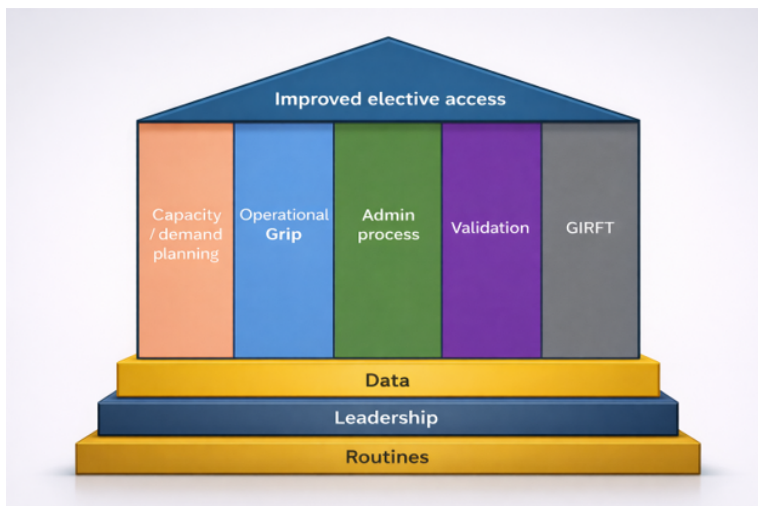 Improved elective access
Capacity
/ demand
planning
Operational
Grip
Admin
process
Validation
GIRFT
Data
Leadership
Routines